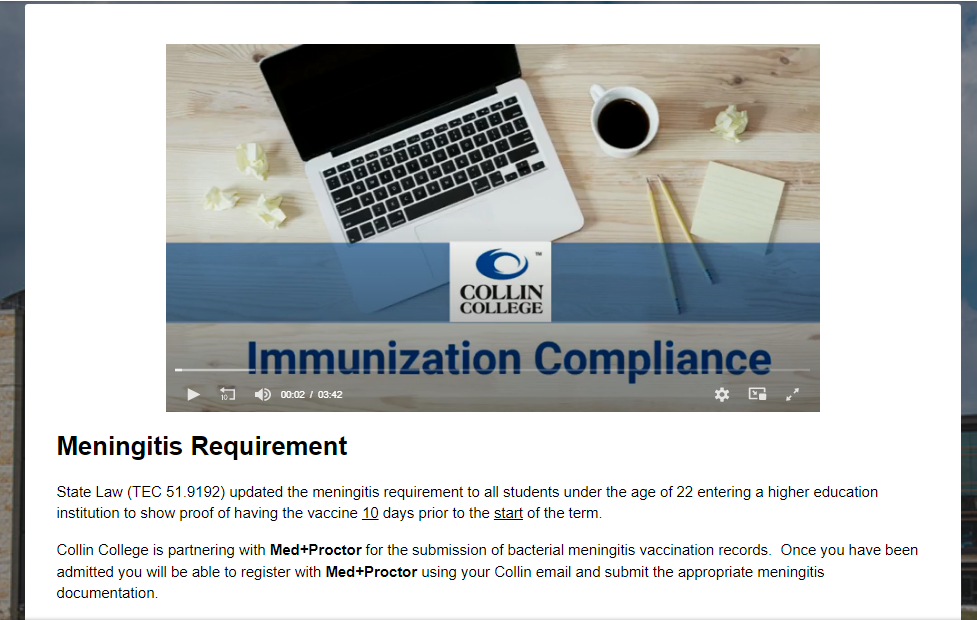 COLLIN
COLLEGE
TM
Immunization Compliance
10
00:02 / 03:42
Meningitis Requirement
State Law (TEC 51.9192) updated the meningitis requirement to all students under the age of 22 entering a higher education
institution to show proof of having the vaccine 10 days prior to the start of the term.
Collin College is partnering with Med+Proctor for the submission of bacterial meningitis vaccination records.  Once you have been
admitted you will be able to register with Med+Proctor using your Collin email and submit the appropriate meningitis
documentation.